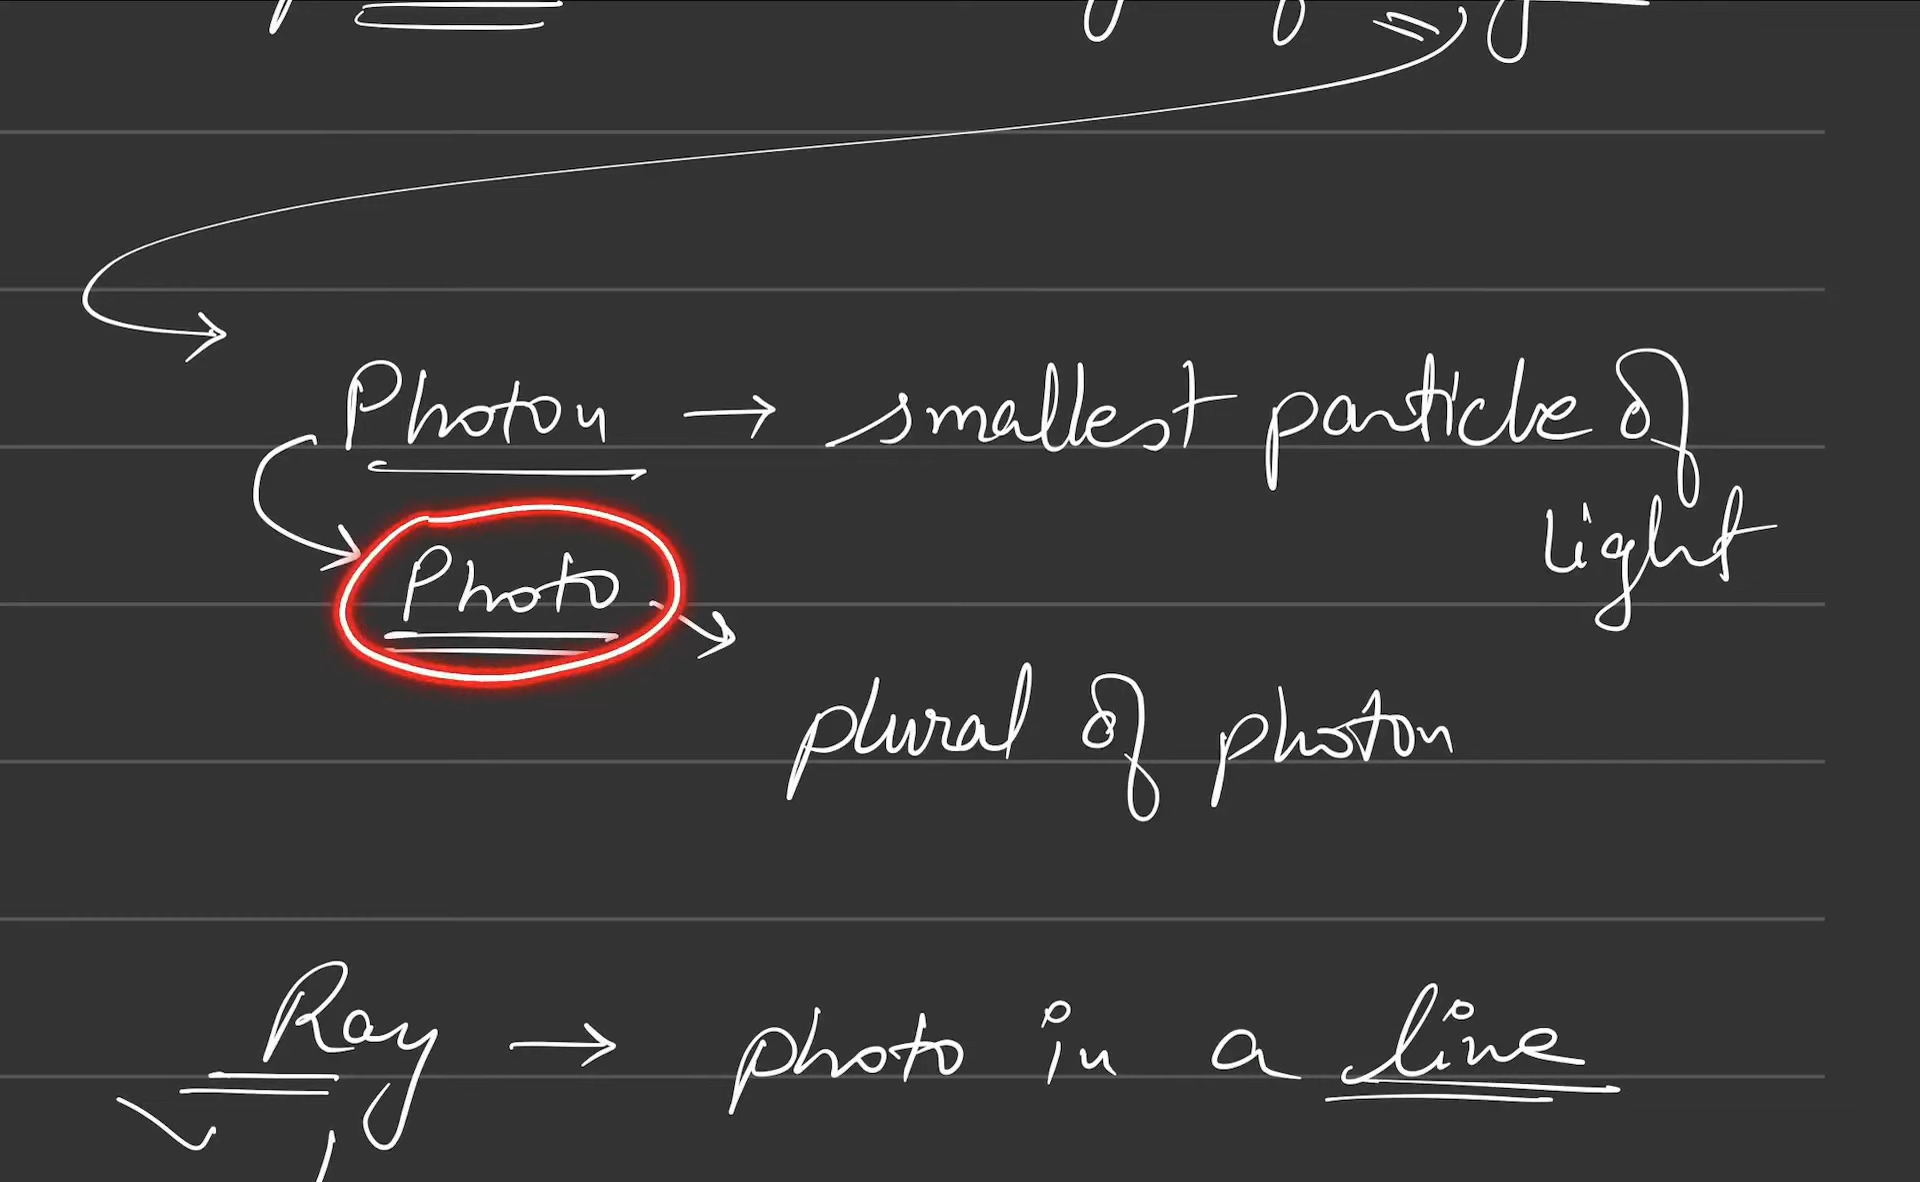 Photon → smallest particle of
light
Photo
plural of photon
Ray → photo in a line